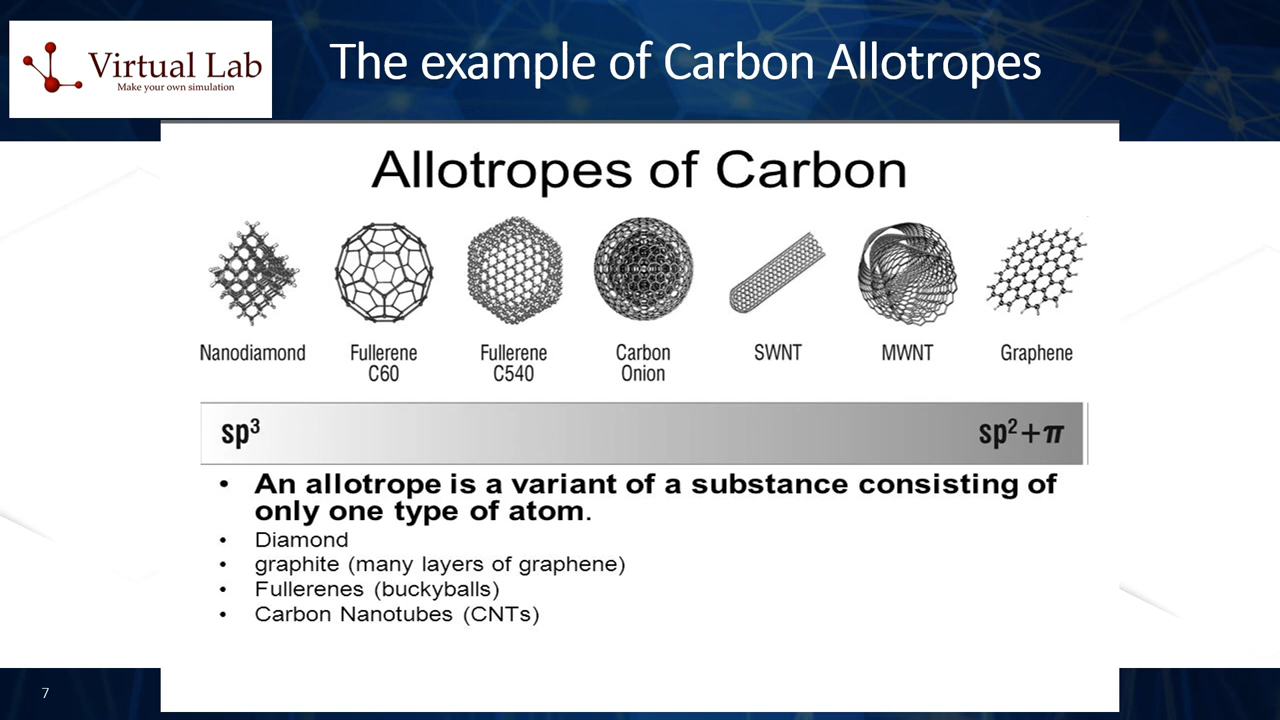 Virtual Lab
Make your own simulation
The example of Carbon Allotropes
Allotropes of Carbon
Nanodiamond
Fullerene
C60
Fullerene
C540
Carbon
Onion
SWNT
MWNT
Graphene
sp³
sp²+π
• An allotrope is a variant of a substance consisting of
only one type of atom.
• Diamond
• graphite (many layers of graphene)
• Fullerenes (buckyballs)
• Carbon Nanotubes (CNTs)
7